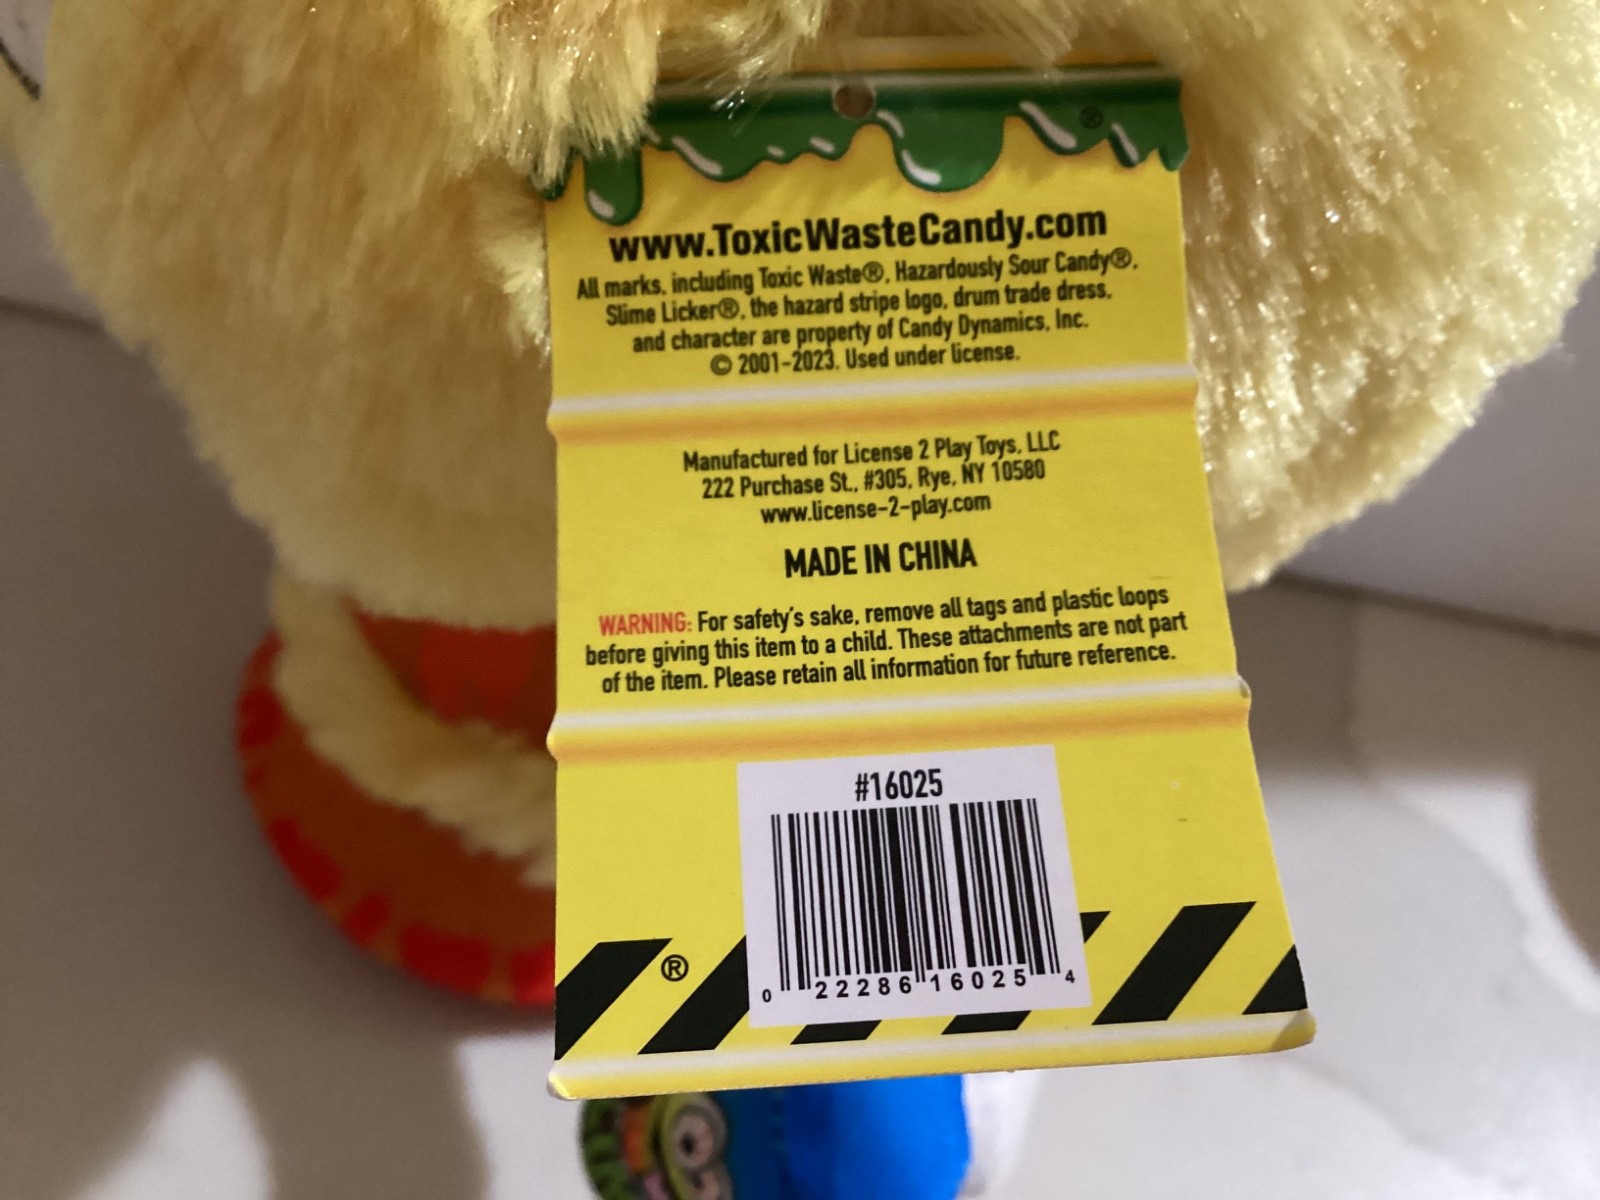 ®
www.ToxicWasteCandy.com
All marks, including Toxic Waste®, Hazardously Sour Candy®,
Slime Licker®, the hazard stripe logo, drum trade dress,
and character are property of Candy Dynamics, Inc.
© 2001-2023. Used under license.
Manufactured for License 2 Play Toys, LLC
222 Purchase St., #305, Rye, NY 10580
www.license-2-play.com
MADE IN CHINA
WARNING: For safety's sake, remove all tags and plastic loops
before giving this item to a child. These attachments are not part
of the item. Please retain all information for future reference.
#16025
®
0 22286 16025 4